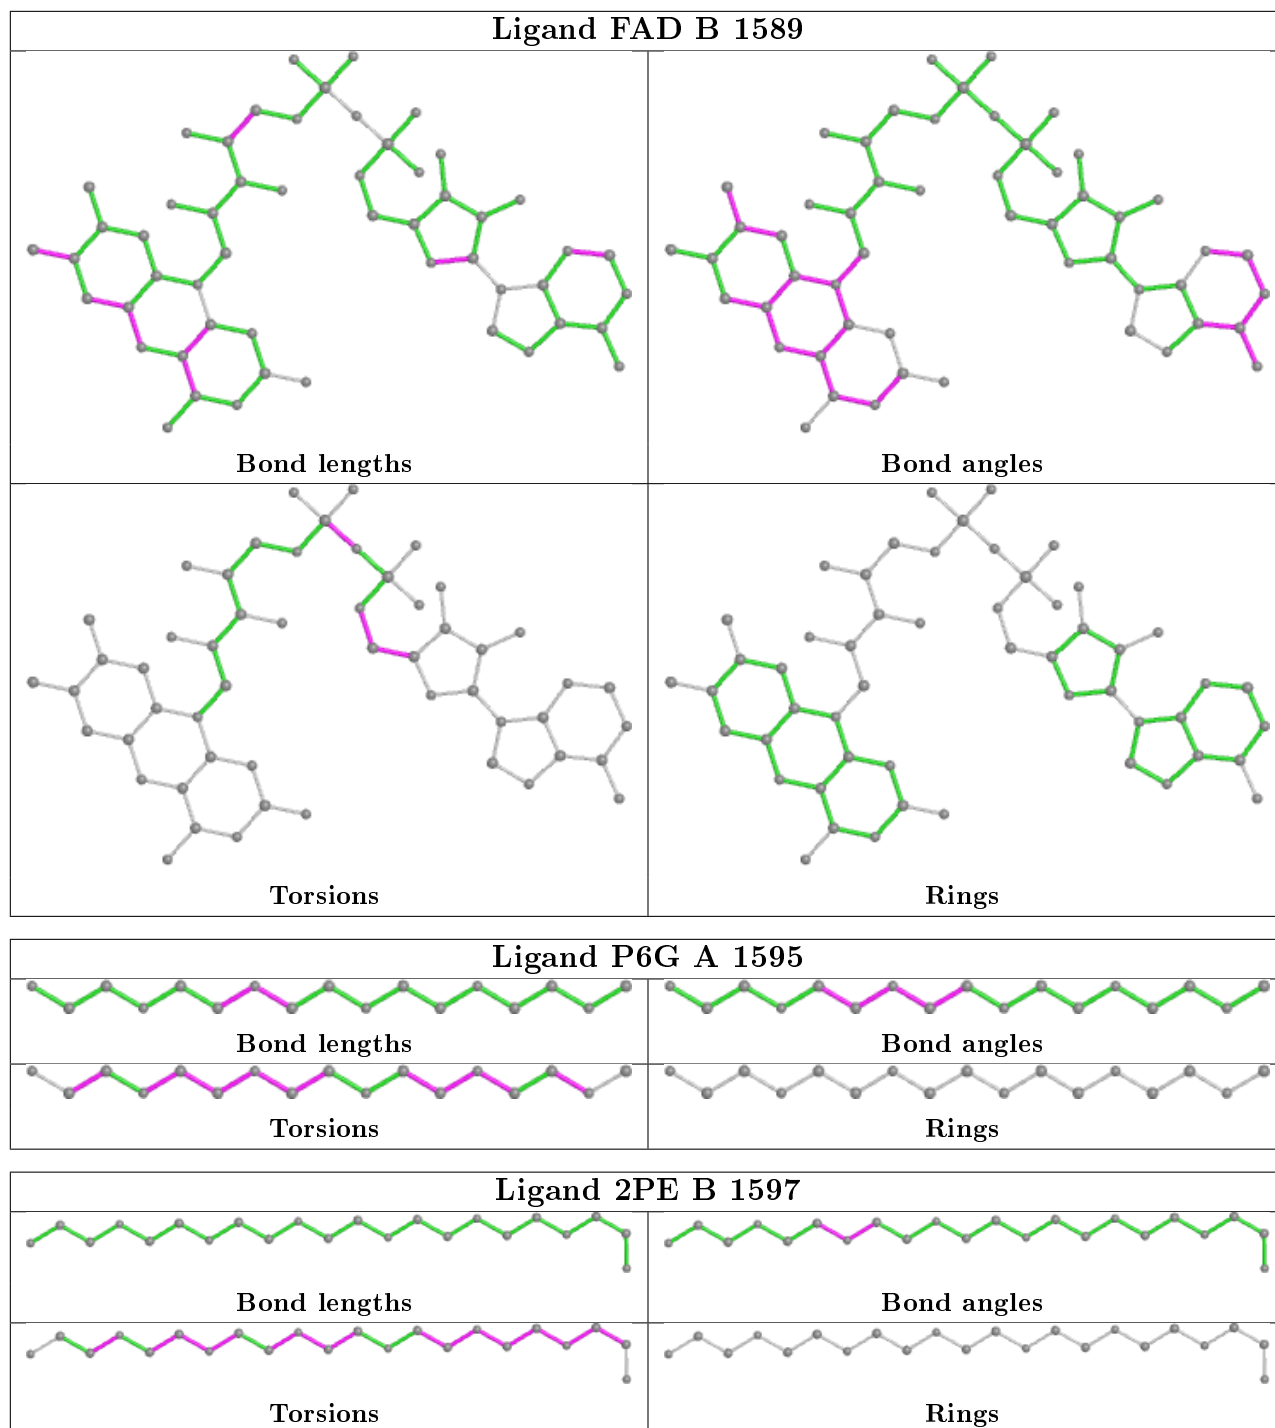 Ligand FAD B 1589
Bond lengths
Bond angles
Torsions
Rings
Ligand P6G A 1595
Bond lengths
Bond angles
Torsions
Rings
Ligand 2PE B 1597
Bond lengths
Bond angles
Torsions
Rings